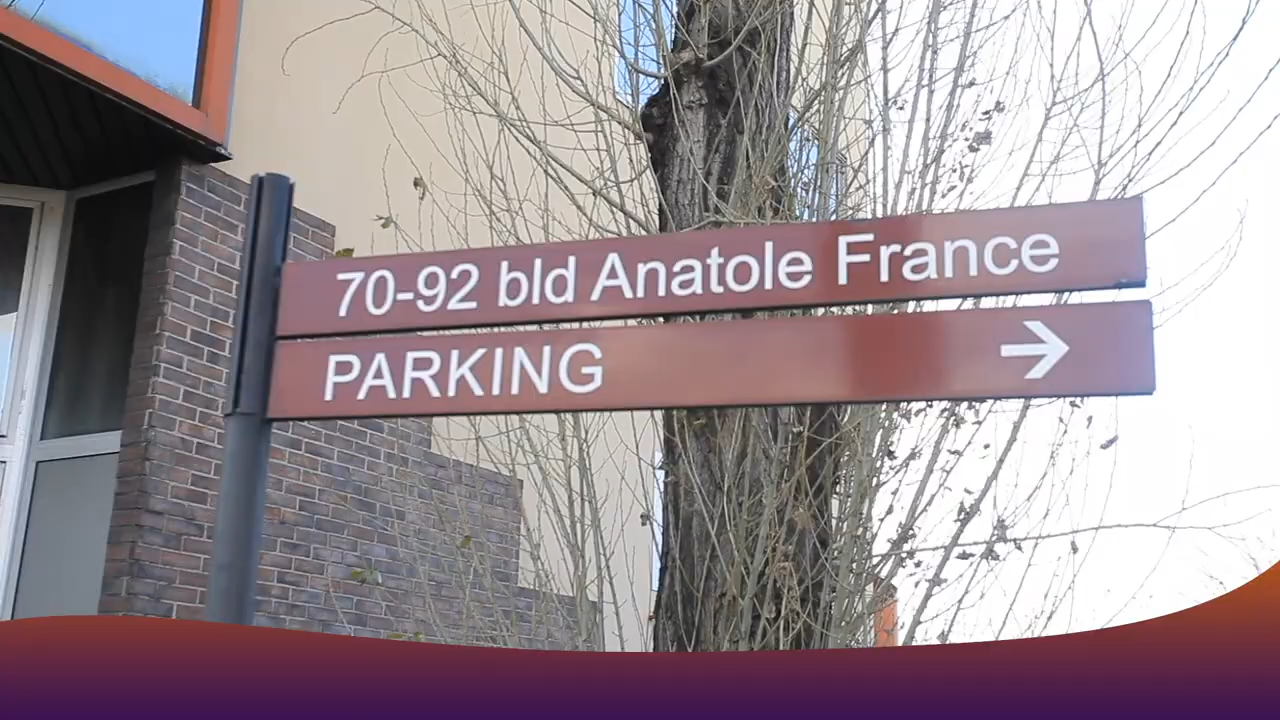 70-92 bld Anatole France
PARKING →